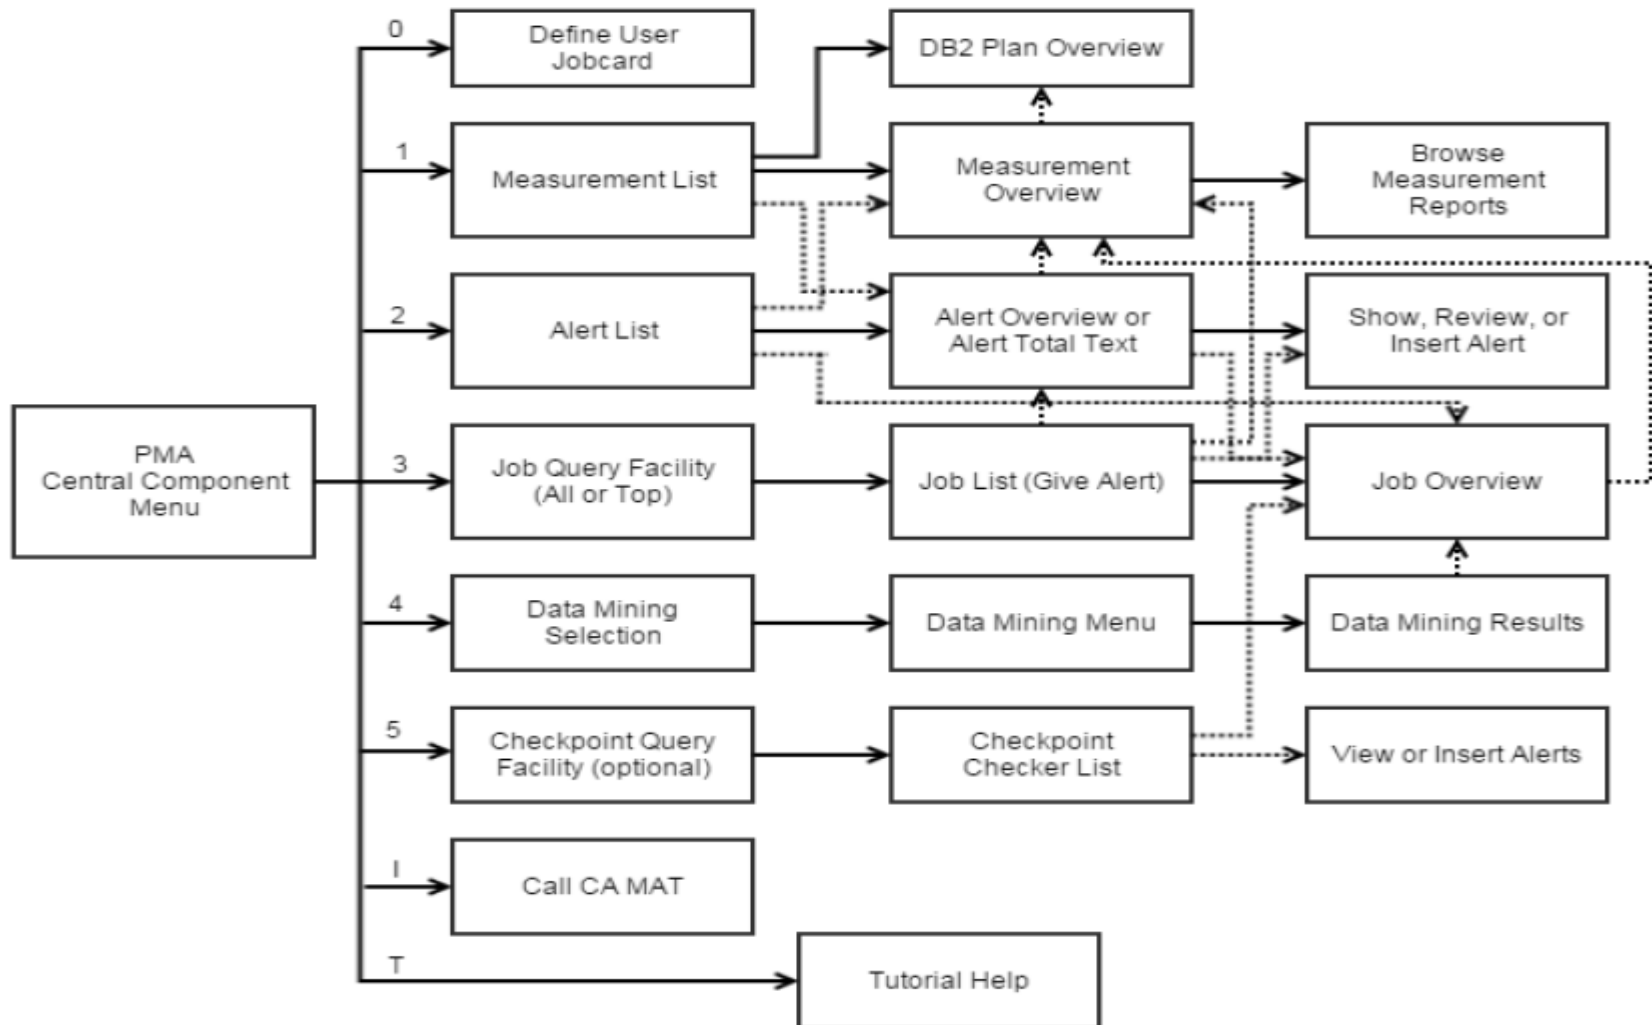 0
Define User
Jobcard
DB2 Plan Overview
1
Measurement List
Measurement
Overview
Browse
Measurement
Reports
2
Alert List
Alert Overview or
Alert Total Text
Show, Review, or
Insert Alert
PMA
Central Component
Menu
3
Job Query Facility
(All or Top)
Job List (Give Alert)
Job Overview
4
Data Mining
Selection
Data Mining Menu
Data Mining Results
5
Checkpoint Query
Facility (optional)
Checkpoint
Checker List
View or Insert Alerts
I
Call CA MAT
T
Tutorial Help